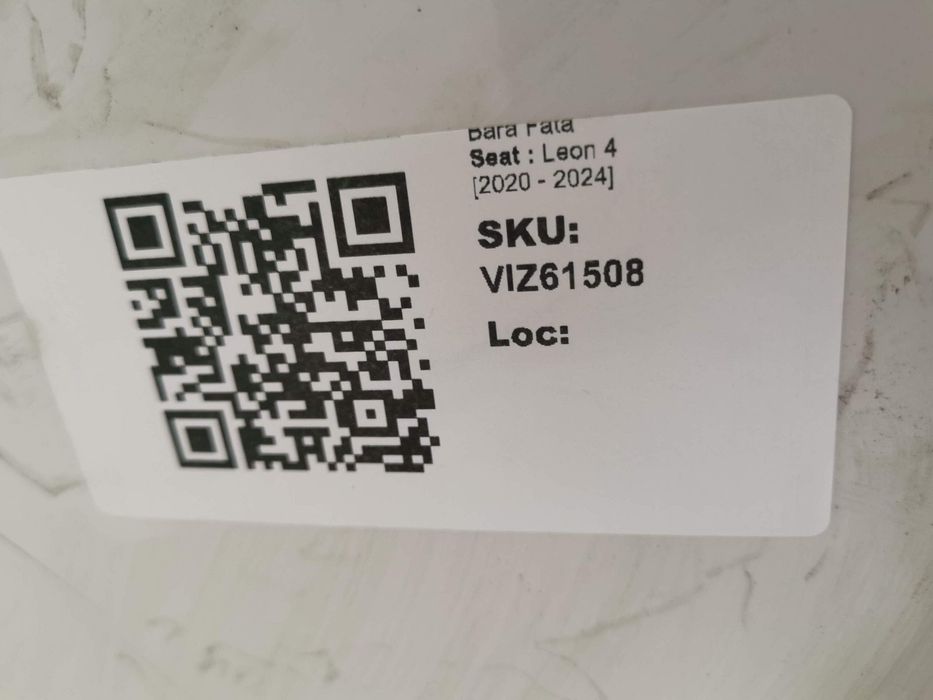 Bara Fata
Seat : Leon 4
[2020 - 2024]
SKU:
VIZ61508
Loc: